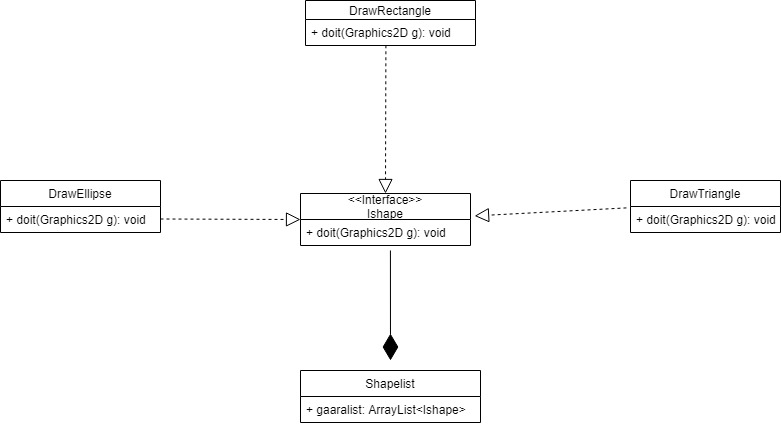 DrawRectangle
+ doit(Graphics2D g): void
DrawEllipse
+ doit(Graphics2D g): void
<<Interface>>
Ishape
+ doit(Graphics2D g): void
DrawTriangle
+ doit(Graphics2D g): void
Shapelist
+ gaaralist: ArrayList<Ishape>